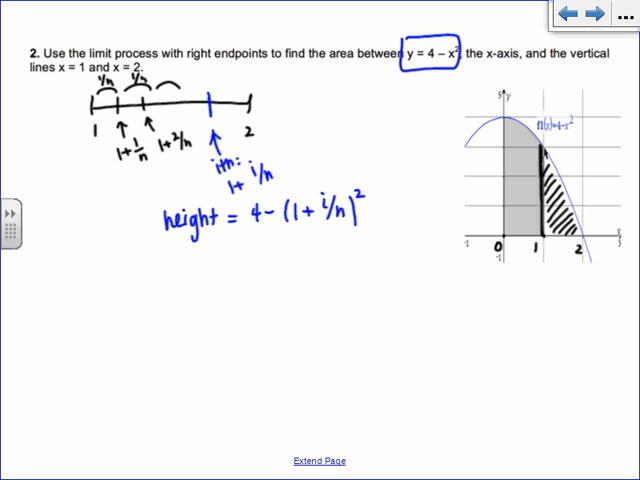 2. Use the limit process with right endpoints to find the area between y = 4 – x², the x-axis, and the vertical
lines x = 1 and x = 2.
1/n 1/n
1 1+1/n 1+2/n 2
ith:
1+ i/n
height = 4 – (1 + i/n)²
5 y
f1(x)=4-x²
x
-1 0 1 2 3
-1
Extend Page